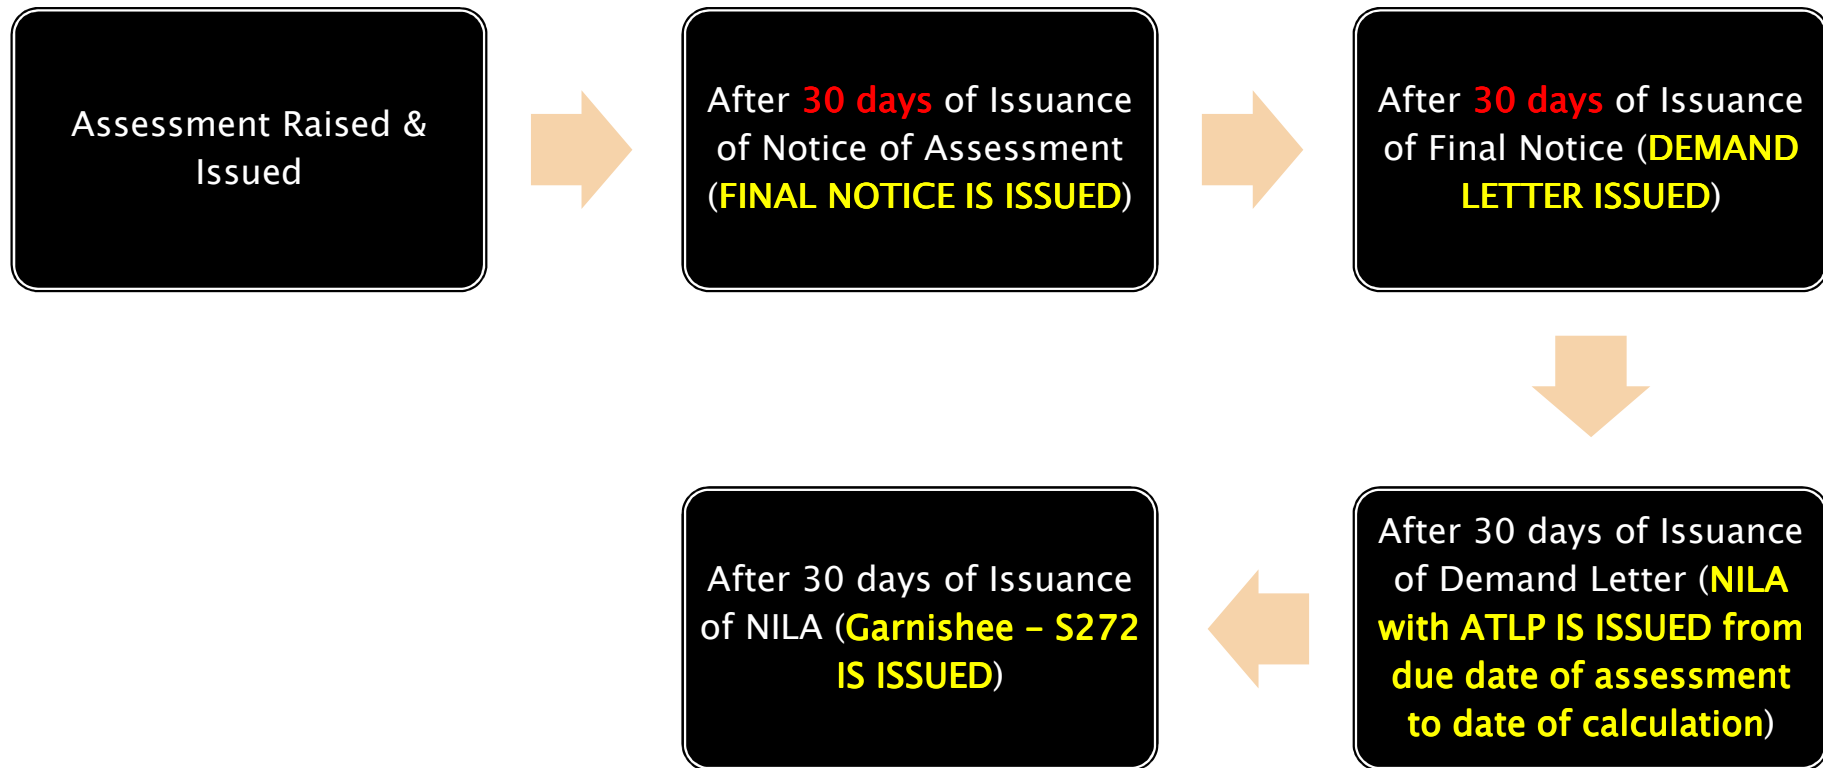 Assessment Raised &
Issued
After 30 days of Issuance
of Notice of Assessment
(FINAL NOTICE IS ISSUED)
After 30 days of Issuance
of Final Notice (DEMAND
LETTER ISSUED)
After 30 days of Issuance
of Demand Letter (NILA
with ATLP IS ISSUED from
due date of assessment
to date of calculation)
After 30 days of Issuance
of NILA (Garnishee – S272
IS ISSUED)